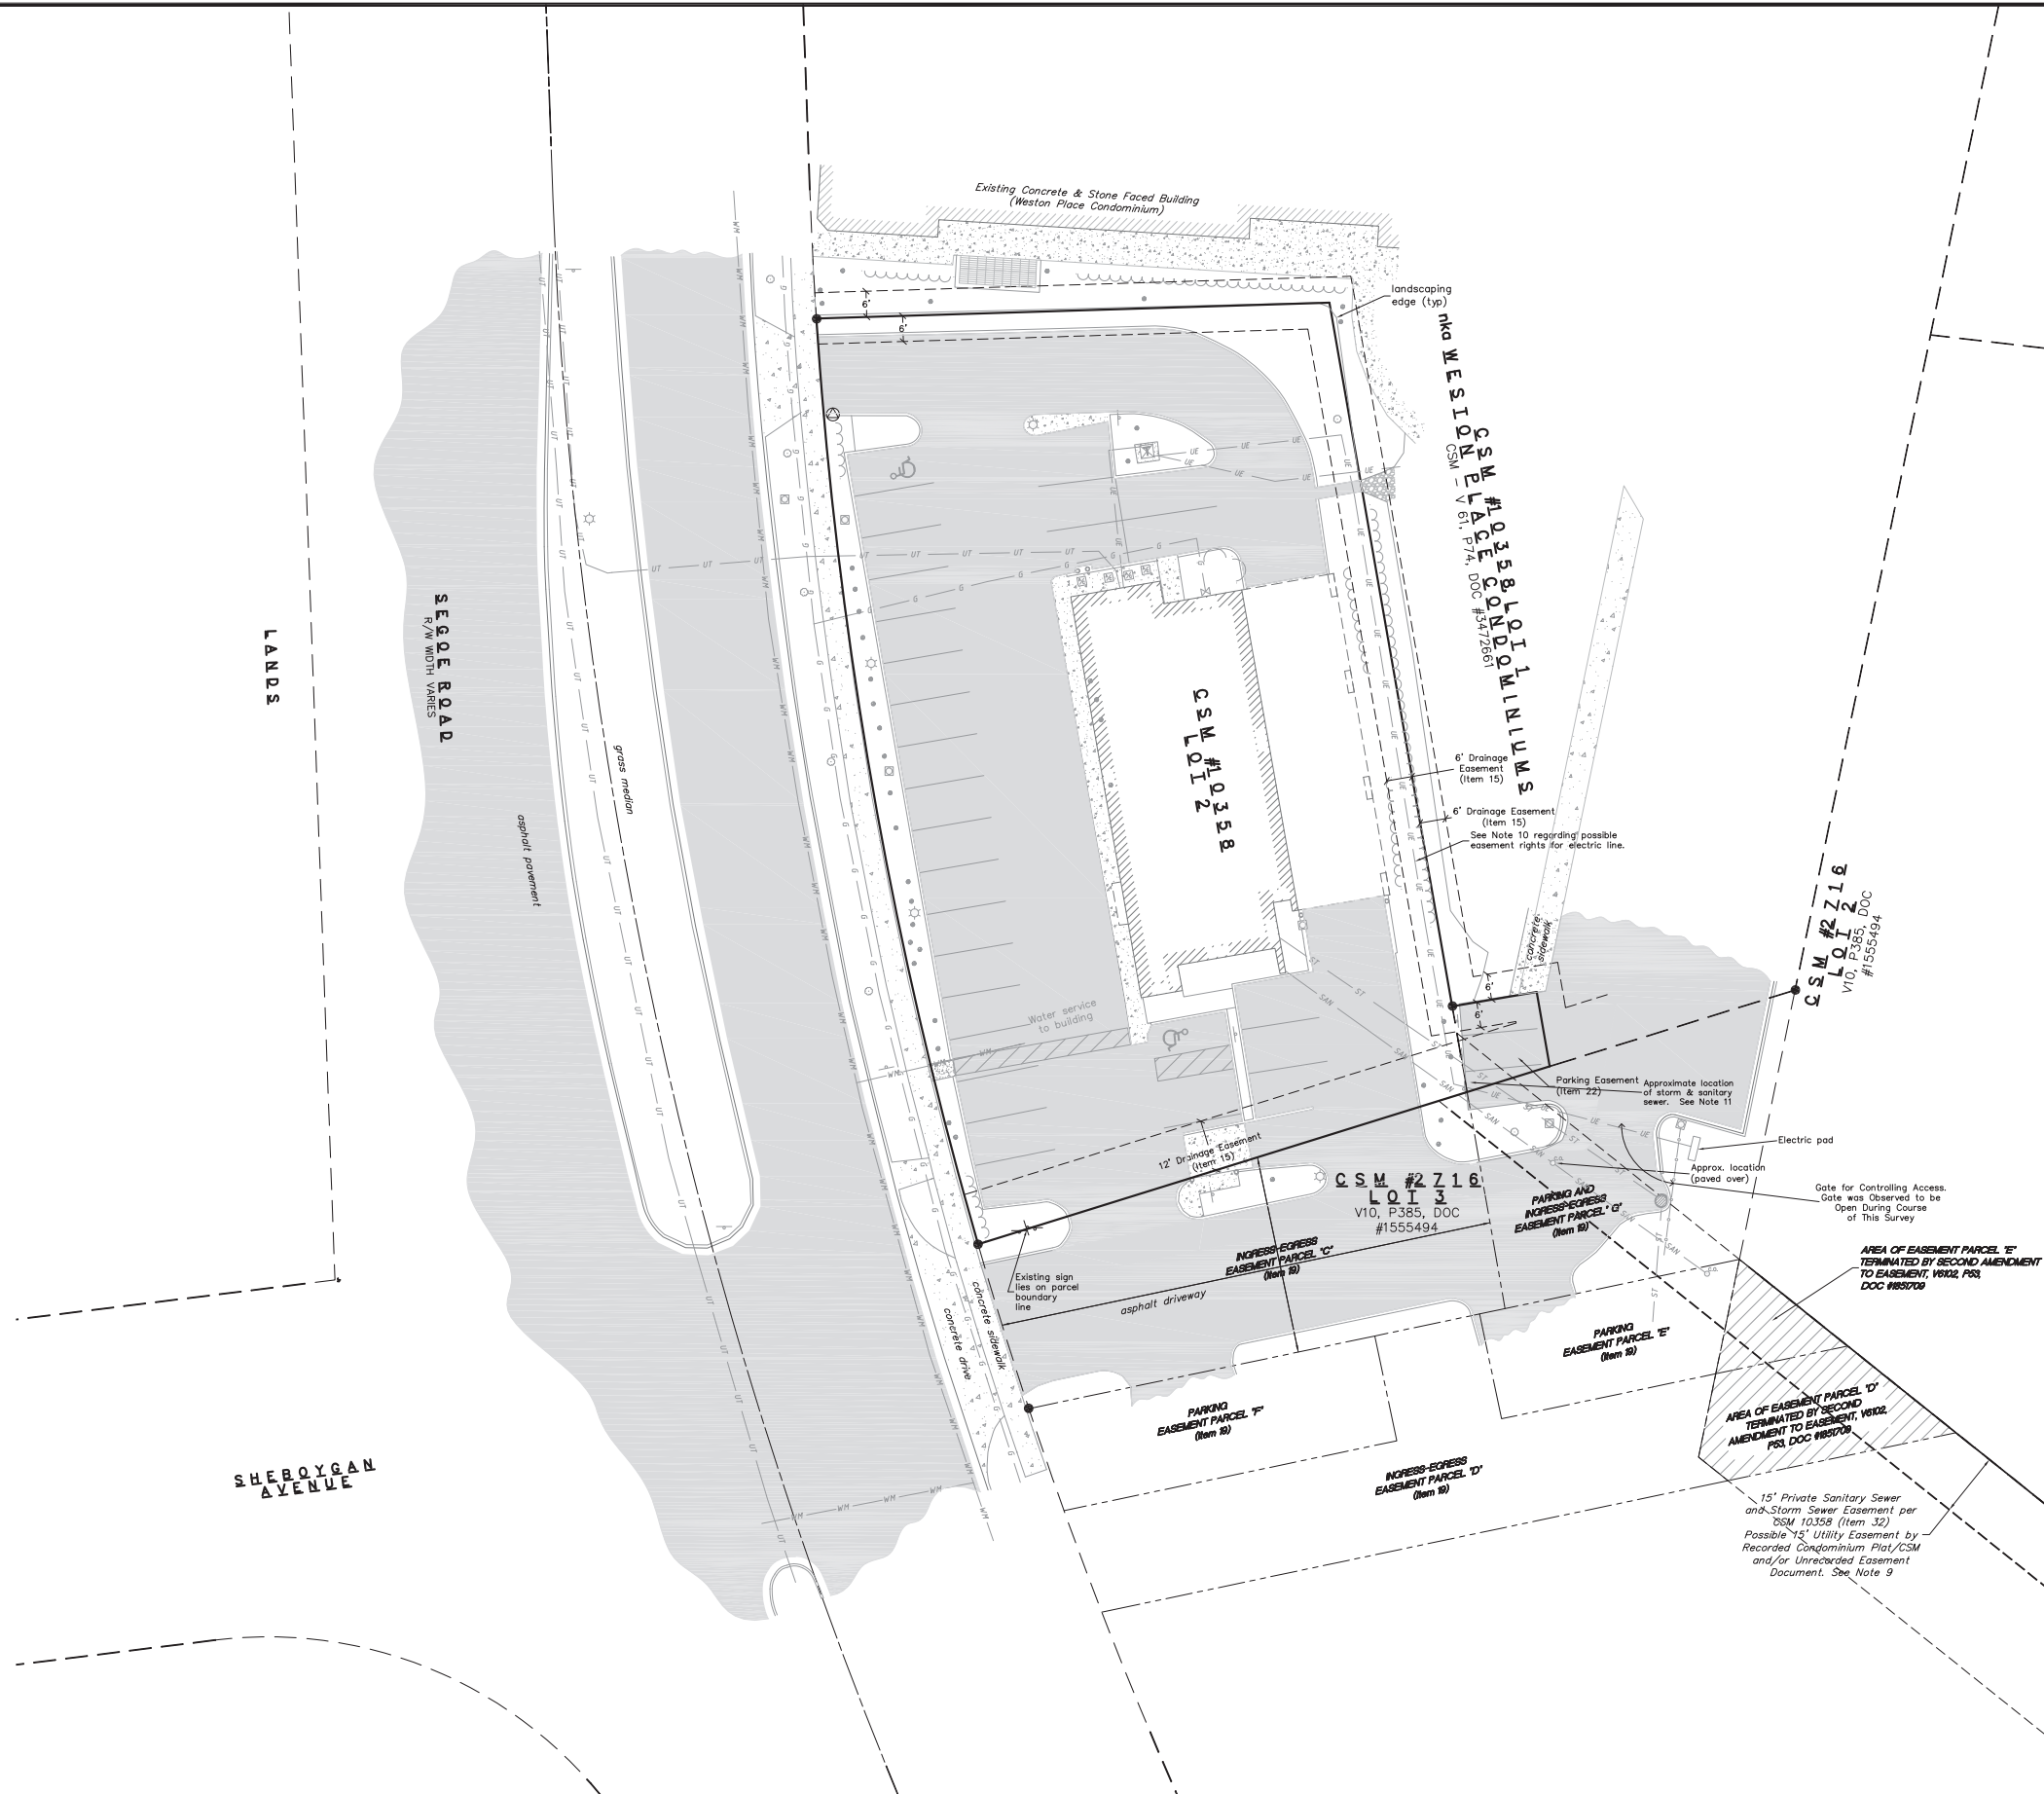 Existing Concrete & Stone Faced Building
(Weston Place Condominium)
landscaping
edge (typ)
6'
6'
nka WESTON PLACE CONDOMINIUMS
CSM #10358 LOT 1
CSM - V 61, P74, DOC #3472661
LANDS
SEGOE ROAD
R/W WIDTH VARIES
grass median
asphalt pavement
CSM #10358
LOT 2
6' Drainage
Easement
(Item 15)
6' Drainage Easement
(Item 15)
See Note 10 regarding possible
easement rights for electric line.
concrete
sidewalk
CSM #2716
LOT 2
V10, P385, DOC
#1555494
6'
6'
Water service
to building
Parking Easement
(Item 22)
Approximate location
of storm & sanitary
sewer. See Note 11
Electric pad
Approx. location
(paved over)
Gate for Controlling Access.
Gate was Observed to be
Open During Course
of This Survey
12' Drainage Easement
(Item 15)
CSM #2716
LOT 3
V10, P385, DOC
#1555494
PARKING AND
INGRESS-EGRESS
EASEMENT PARCEL "G"
(Item 19)
INGRESS-EGRESS
EASEMENT PARCEL "C"
(Item 19)
AREA OF EASEMENT PARCEL "E"
TERMINATED BY SECOND AMENDMENT
TO EASEMENT, V6102, P53,
DOC #1851709
Existing sign
lies on parcel
boundary
line
asphalt driveway
concrete sidewalk
concrete drive
PARKING
EASEMENT PARCEL "E"
(Item 19)
PARKING
EASEMENT PARCEL "F"
(Item 19)
AREA OF EASEMENT PARCEL "D"
TERMINATED BY SECOND
AMENDMENT TO EASEMENT, V6102,
P53, DOC #1851709
INGRESS-EGRESS
EASEMENT PARCEL "D"
(Item 19)
SHEBOYGAN
AVENUE
15' Private Sanitary Sewer
and Storm Sewer Easement per
CSM 10358 (Item 32)
Possible 15' Utility Easement by
Recorded Condominium Plat/CSM
and/or Unrecorded Easement
Document. See Note 9